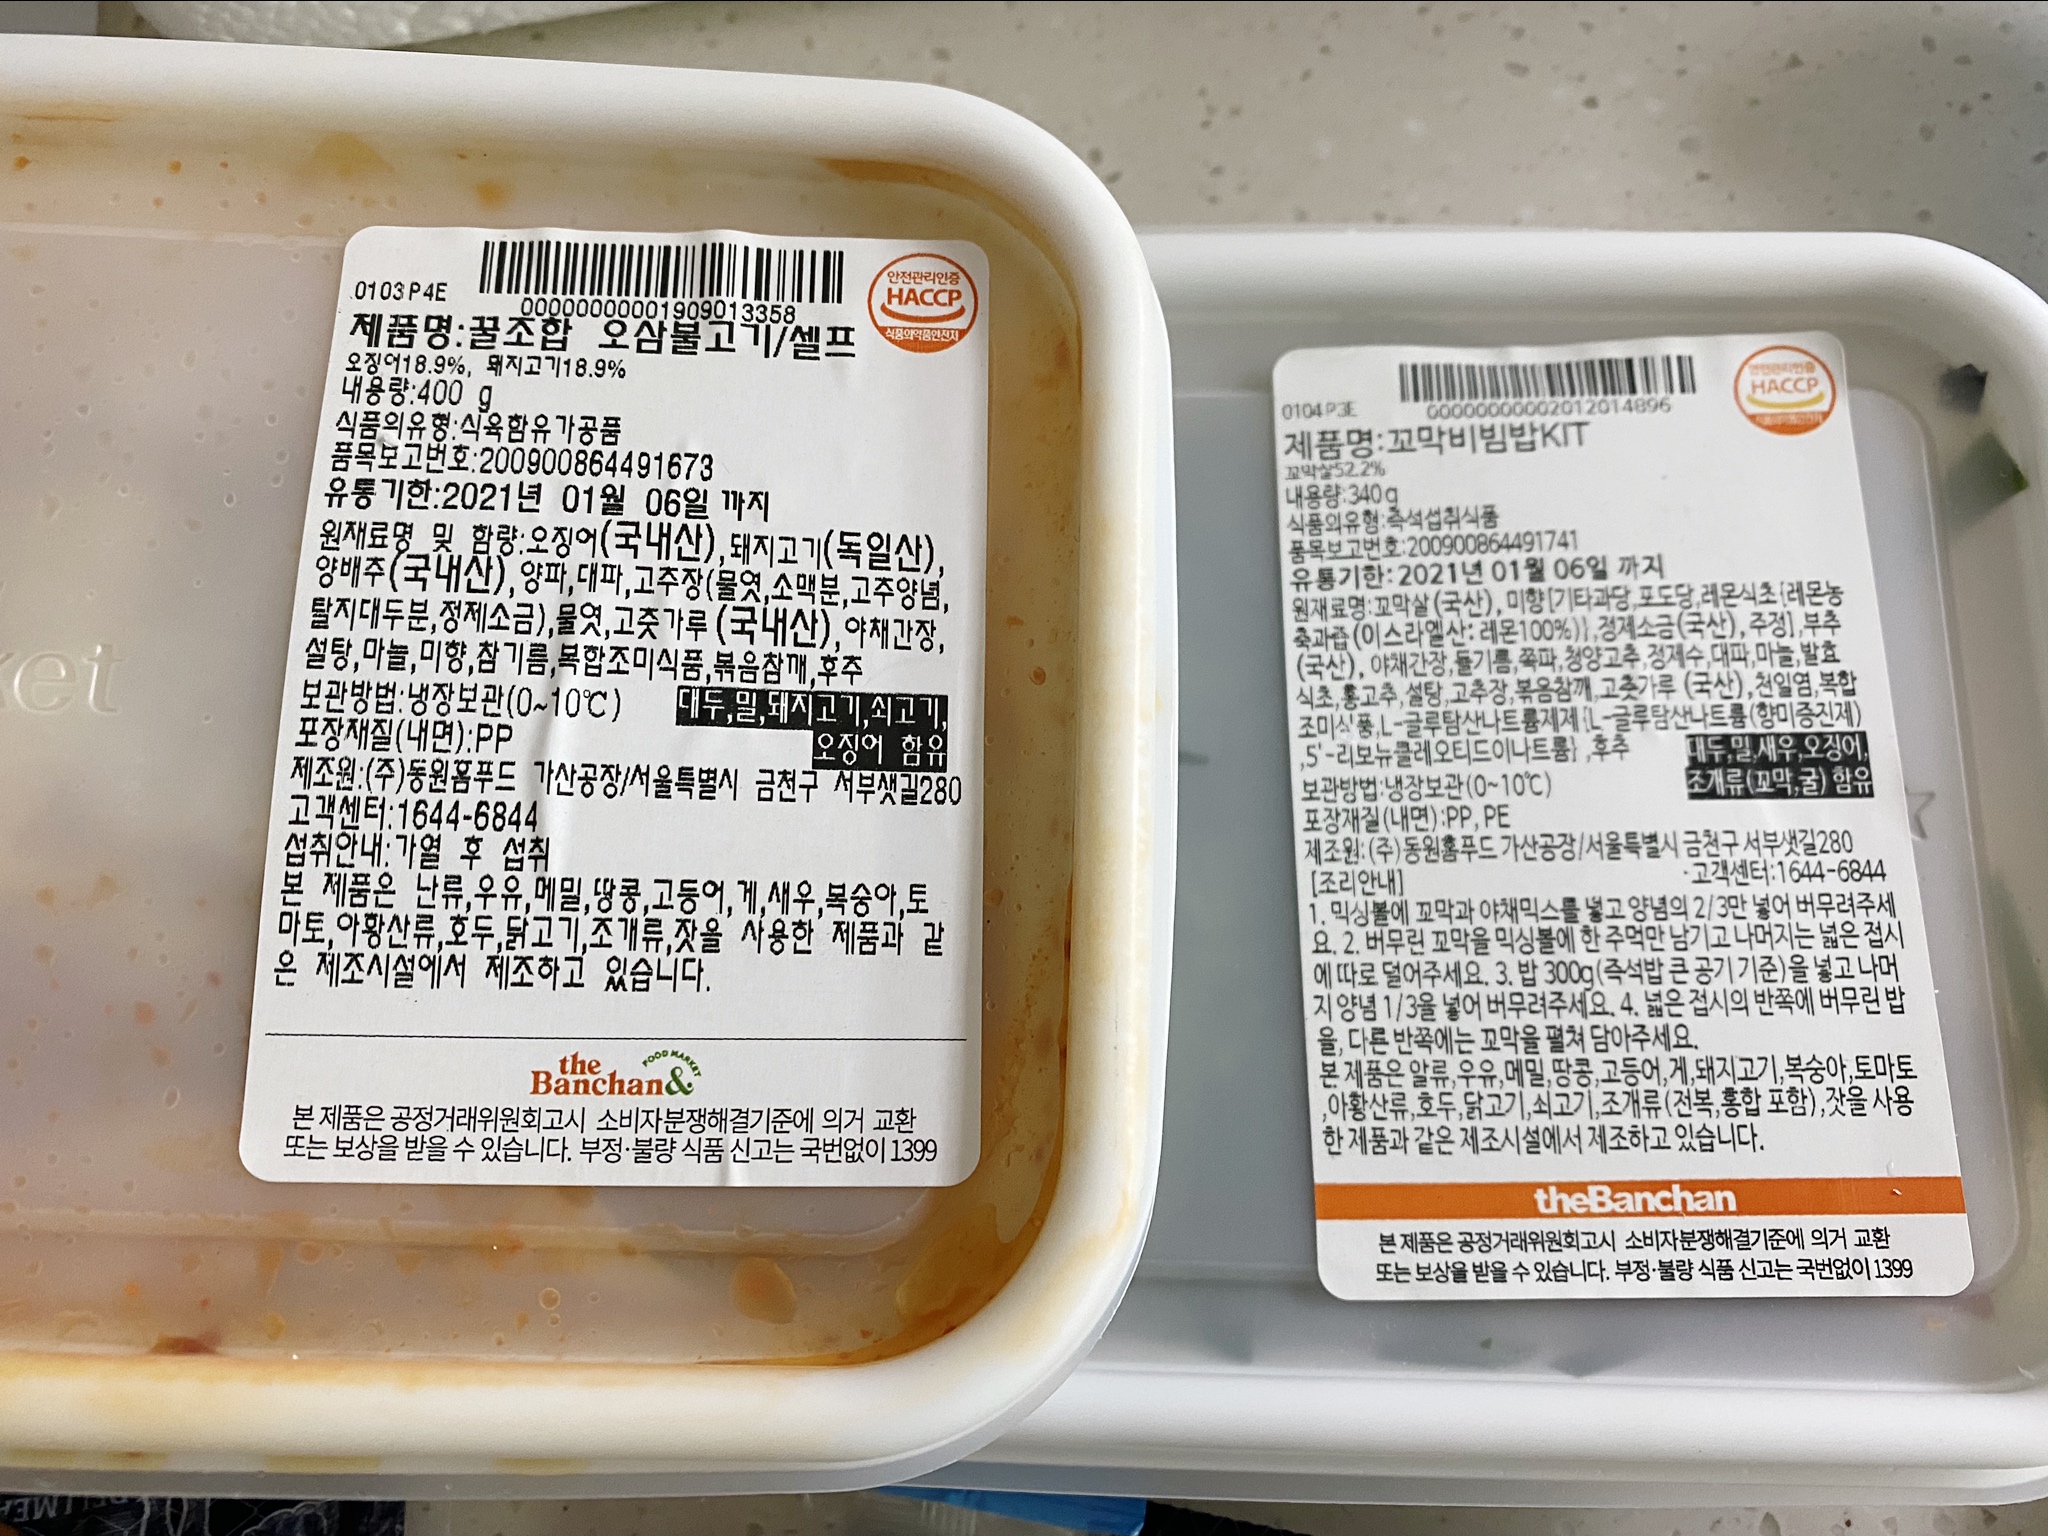 0103 P4E
00000000001909013358
안전관리인증
HACCP
식품의약품안전처
제품명:꿀조합 오삼불고기/셀프
오징어18.9%, 돼지고기18.9%
내용량:400 g
식품의유형:식육함유가공품
품목보고번호:200900864491673
유통기한:2021년 01월 06일 까지
원재료명 및 함량:오징어(국내산),돼지고기(독일산),
양배추(국내산),양파,대파,고추장(물엿,소맥분,고추양념,
탈지대두분,정제소금),물엿,고춧가루(국내산),야채간장,
설탕,마늘,미향,참기름,복합조미식품,볶음참깨,후추
보관방법:냉장보관(0~10℃)
대두,밀,돼지고기,쇠고기,
오징어 함유
포장재질(내면):PP
제조원:(주)동원홈푸드 가산공장/서울특별시 금천구 서부샛길280
고객센터:1644-6844
섭취안내:가열 후 섭취
본 제품은 난류,우유,메밀,땅콩,고등어,게,새우,복숭아,토
마토,아황산류,호두,닭고기,조개류,잣을 사용한 제품과 같
은 제조시설에서 제조하고 있습니다.
the
Banchan&
FOOD MARKET
본 제품은 공정거래위원회고시 소비자분쟁해결기준에 의거 교환
또는 보상을 받을 수 있습니다. 부정·불량 식품 신고는 국번없이 1399
ket
0104 P3E
00000000002012014896
안전관리인증
HACCP
제품명:꼬막비빔밥KIT
꼬막살52.2%
내용량:340g
식품의유형:즉석섭취식품
품목보고번호:200900864491741
유통기한:2021년 01월 06일 까지
원재료명:꼬막살(국산),미향[기타과당,포도당,레몬식초{레몬농
축과즙(이스라엘산:레몬100%)},정제소금(국산),주정],부추
(국산),야채간장,들기름,쪽파,청양고추,정제수,대파,마늘,발효
식초,홍고추,설탕,고추장,볶음참깨,고춧가루(국산),천일염,복합
조미식품,L-글루탐산나트륨제제{L-글루탐산나트륨(향미증진제)
,5'-리보뉴클레오티드이나트륨},후추
대두,밀,새우,오징어,
조개류(꼬막,굴) 함유
보관방법:냉장보관(0~10℃)
포장재질(내면):PP, PE
제조원:(주)동원홈푸드 가산공장/서울특별시 금천구 서부샛길280
[조리안내]
·고객센터:1644-6844
1. 믹싱볼에 꼬막과 야채믹스를 넣고 양념의 2/3만 넣어 버무려주세
요. 2. 버무린 꼬막을 믹싱볼에 한 주먹만 남기고 나머지는 넓은 접시
에 따로 덜어주세요. 3. 밥 300g(즉석밥 큰 공기 기준)을 넣고 나머
지 양념 1/3을 넣어 버무려주세요. 4. 넓은 접시의 반쪽에 버무린 밥
을, 다른 반쪽에는 꼬막을 펼쳐 담아주세요.
본 제품은 알류,우유,메밀,땅콩,고등어,게,돼지고기,복숭아,토마토
,아황산류,호두,닭고기,쇠고기,조개류(전복,홍합 포함),잣을 사용
한 제품과 같은 제조시설에서 제조하고 있습니다.
theBanchan
본 제품은 공정거래위원회고시 소비자분쟁해결기준에 의거 교환
또는 보상을 받을 수 있습니다. 부정·불량 식품 신고는 국번없이 1399